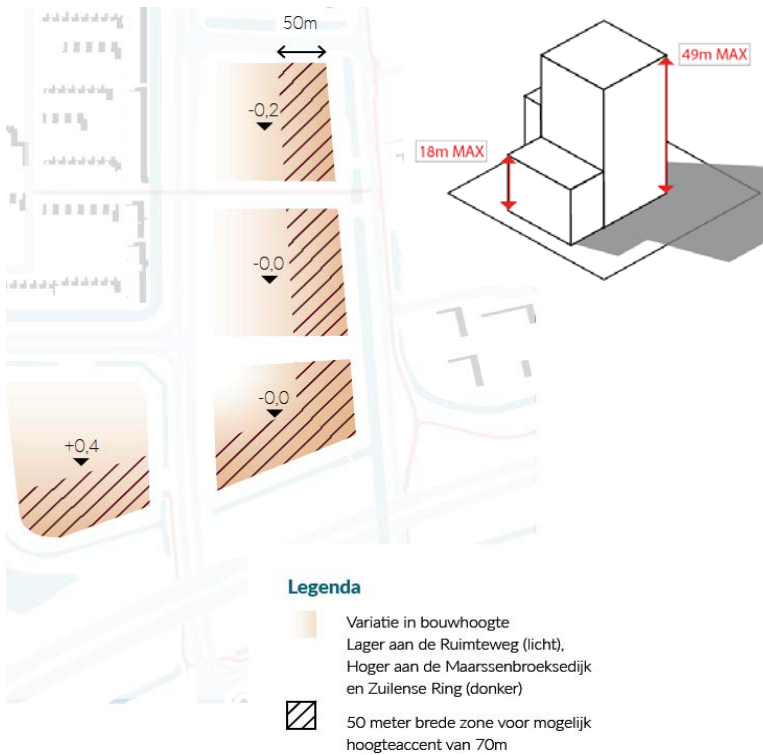 50m
49m MAX
-0,2
18m MAX
-0,0
-0,0
+0,4
Legenda
Variatie in bouwhoogte
Lager aan de Ruimteweg (licht),
Hoger aan de Maarssenbroeksedijk
en Zuilense Ring (donker)
50 meter brede zone voor mogelijk
hoogteaccent van 70m